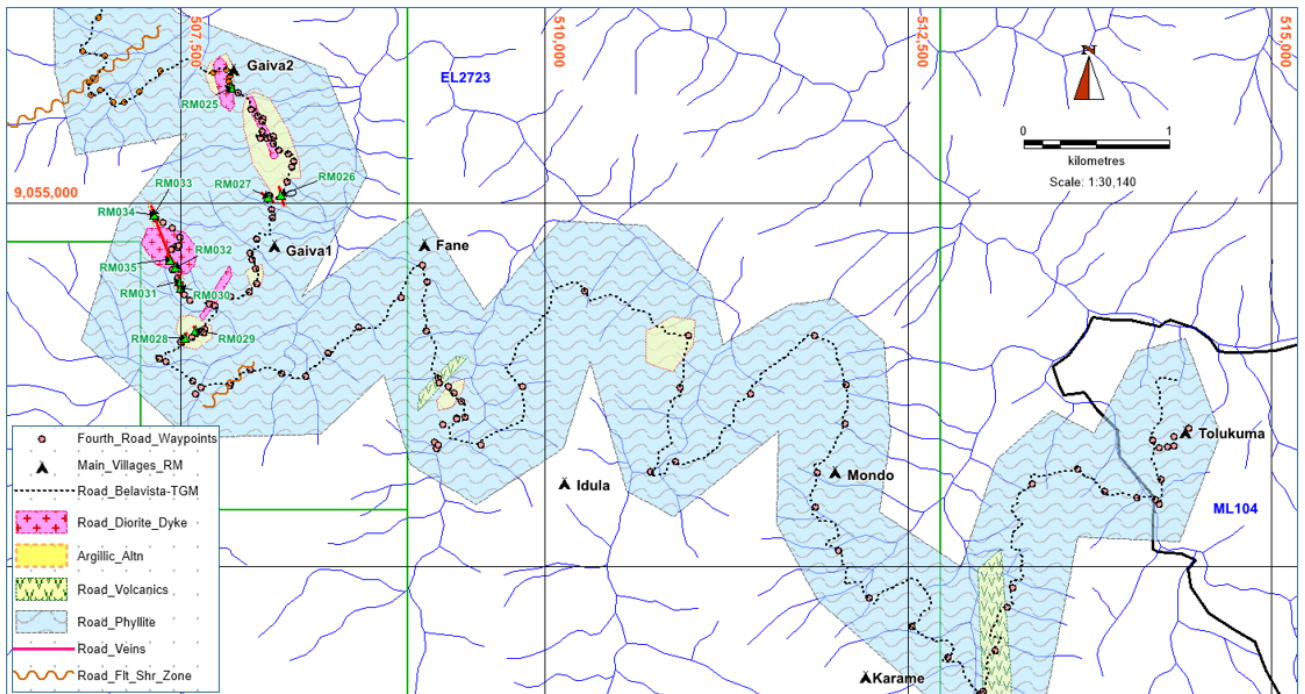 507,500
510,000
512,500
515,000
Gaiva2
EL2723
N
RM025
0 1
kilometres
Scale: 1:30,140
9,055,000
RM033
RM027
RM026
RM034
RM032
Gaiva1
Fane
RM035
RM031
RM030
RM028
RM029
Fourth_Road_Waypoints
Main_Villages_RM
Road_Belavista-TGM
Road_Diorite_Dyke
Argillic_Altn
Road_Volcanics
Road_Phyllite
Road_Veins
Road_Flt_Shr_Zone
Idula
Mondo
Tolukuma
ML104
Karame